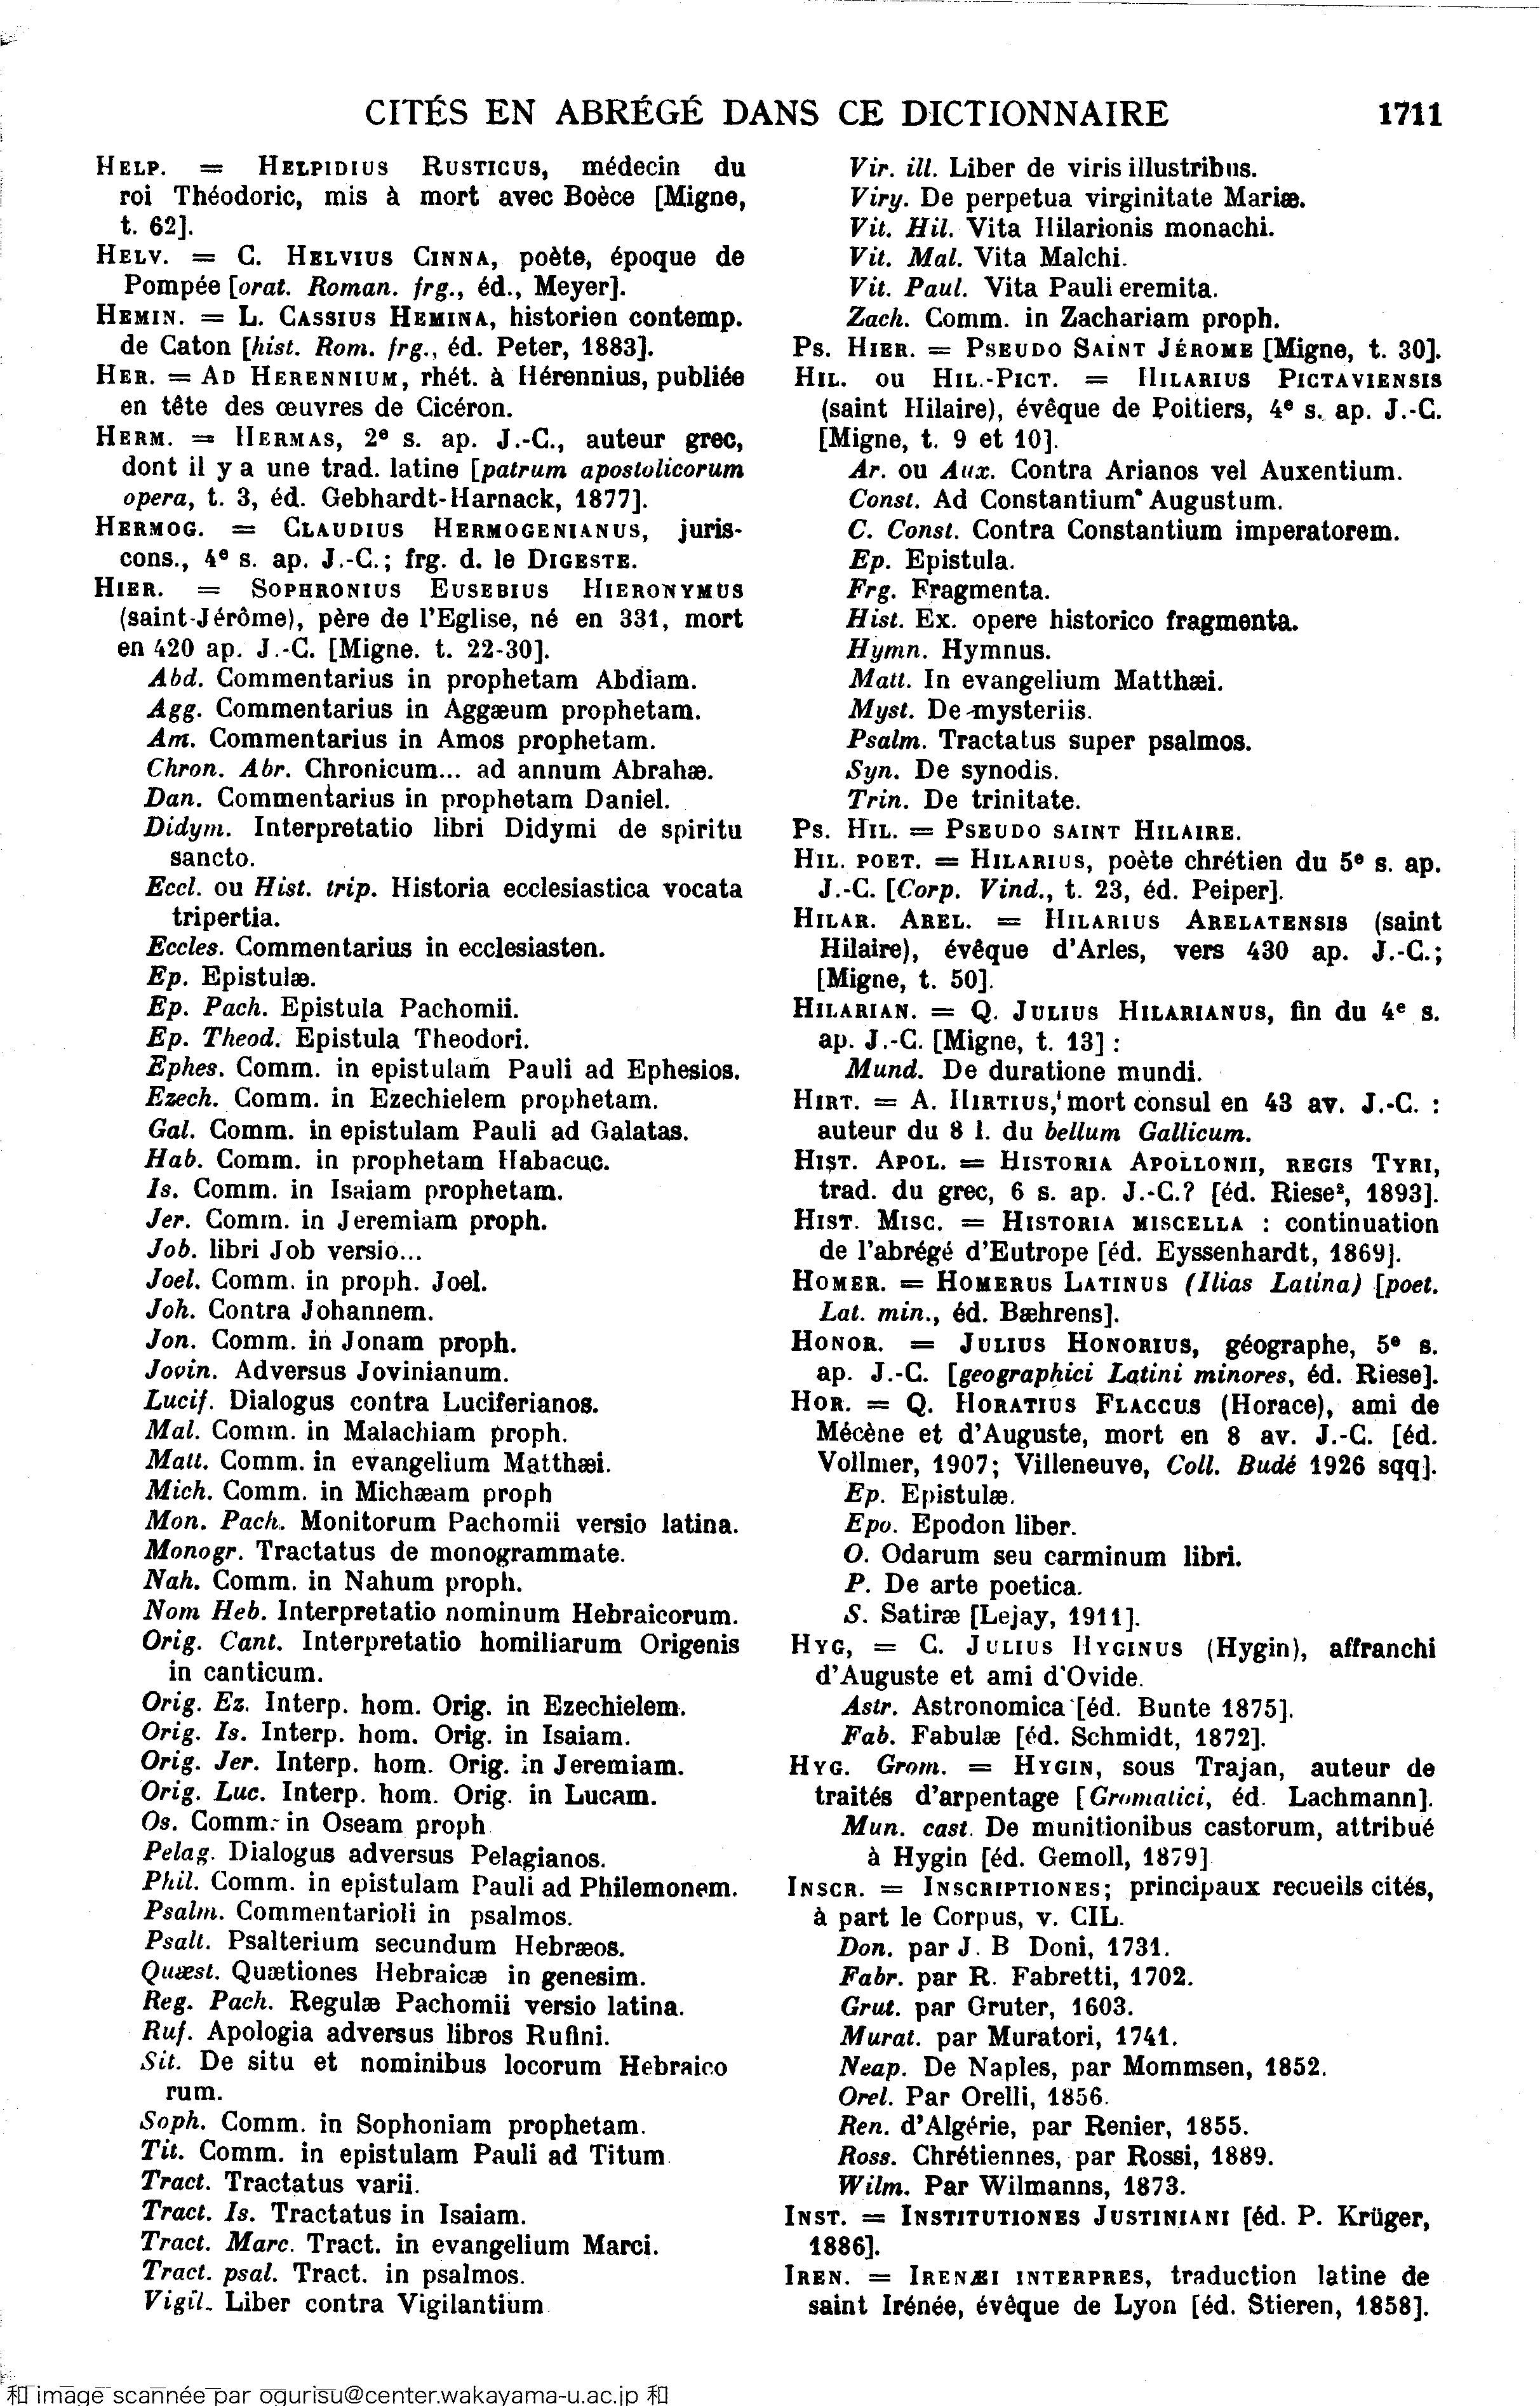 CITÉS EN ABRÉGÉ DANS CE DICTIONNAIRE 1711
HELP. = HELPIDIUS RUSTICUS, médecin du
roi Théodoric, mis à mort avec Boèce [Migne,
t. 62].
HELV. = C. HELVIUS CINNA, poète, époque de
Pompée [orat. Roman. frg., éd., Meyer].
HEMIN. = L. CASSIUS HEMINA, historien contemp.
de Caton [hist. Rom. frg., éd. Peter, 1883].
HER. = AD HERENNIUM, rhét. à Hérennius, publiée
en tête des œuvres de Cicéron.
HERM. = HERMAS, 2e s. ap. J.-C., auteur grec,
dont il y a une trad. latine [patrum apostolicorum
opera, t. 3, éd. Gebhardt-Harnack, 1877].
HERMOG. = CLAUDIUS HERMOGENIANUS, juris-
cons., 4e s. ap. J.-C.; frg. d. le DIGESTE.
HIER. = SOPHRONIUS EUSEBIUS HIERONYMUS
(saint Jérôme), père de l'Eglise, né en 331, mort
en 420 ap. J.-C. [Migne. t. 22-30].
Abd. Commentarius in prophetam Abdiam.
Agg. Commentarius in Aggæum prophetam.
Am. Commentarius in Amos prophetam.
Chron. Abr. Chronicum... ad annum Abrahæ.
Dan. Commentarius in prophetam Daniel.
Didym. Interpretatio libri Didymi de spiritu
sancto.
Eccl. ou Hist. trip. Historia ecclesiastica vocata
tripertia.
Eccles. Commentarius in ecclesiasten.
Ep. Epistulæ.
Ep. Pach. Epistula Pachomii.
Ep. Theod. Epistula Theodori.
Ephes. Comm. in epistulam Pauli ad Ephesios.
Ezech. Comm. in Ezechielem prophetam.
Gal. Comm. in epistulam Pauli ad Galatas.
Hab. Comm. in prophetam Habacuc.
Is. Comm. in Isaiam prophetam.
Jer. Comm. in Jeremiam proph.
Job. libri Job versio...
Joel. Comm. in proph. Joel.
Joh. Contra Johannem.
Jon. Comm. in Jonam proph.
Jovin. Adversus Jovinianum.
Lucif. Dialogus contra Luciferianos.
Mal. Comm. in Malachiam proph.
Matt. Comm. in evangelium Matthæi.
Mich. Comm. in Michæam proph
Mon. Pach. Monitorum Pachomii versio latina.
Monogr. Tractatus de monogrammate.
Nah. Comm. in Nahum proph.
Nom Heb. Interpretatio nominum Hebraicorum.
Orig. Cant. Interpretatio homiliarum Origenis
in canticum.
Orig. Ez. Interp. hom. Orig. in Ezechielem.
Orig. Is. Interp. hom. Orig. in Isaiam.
Orig. Jer. Interp. hom. Orig. in Jeremiam.
Orig. Luc. Interp. hom. Orig. in Lucam.
Os. Comm. in Oseam proph
Pelag. Dialogus adversus Pelagianos.
Phil. Comm. in epistulam Pauli ad Philemonem.
Psalm. Commentarioli in psalmos.
Psalt. Psalterium secundum Hebræos.
Quæst. Quætiones Hebraicæ in genesim.
Reg. Pach. Regulæ Pachomii versio latina.
Ruf. Apologia adversus libros Rufini.
Sit. De situ et nominibus locorum Hebraico
rum.
Soph. Comm. in Sophoniam prophetam.
Tit. Comm. in epistulam Pauli ad Titum
Tract. Tractatus varii.
Tract. Is. Tractatus in Isaiam.
Tract. Marc. Tract. in evangelium Marci.
Tract. psal. Tract. in psalmos.
Vigil. Liber contra Vigilantium
Vir. ill. Liber de viris illustribus.
Viry. De perpetua virginitate Mariæ.
Vit. Hil. Vita Hilarionis monachi.
Vit. Mal. Vita Malchi.
Vit. Paul. Vita Pauli eremita.
Zach. Comm. in Zachariam proph.
PS. HIER. = PSEUDO SAINT JÉROME [Migne, t. 30].
HIL. OU HIL.-PICT. = HILARIUS PICTAVIENSIS
(saint Hilaire), évêque de Poitiers, 4e s. ap. J.-C.
[Migne, t. 9 et 10].
Ar. ou Aux. Contra Arianos vel Auxentium.
Const. Ad Constantium Augustum.
C. Const. Contra Constantium imperatorem.
Ep. Epistula.
Frg. Fragmenta.
Hist. Ex. opere historico fragmenta.
Hymn. Hymnus.
Matt. In evangelium Matthæi.
Myst. De mysteriis.
Psalm. Tractatus super psalmos.
Syn. De synodis.
Trin. De trinitate.
PS. HIL. = PSEUDO SAINT HILAIRE.
HIL. POET. = HILARIUS, poète chrétien du 5e s. ap.
J.-C. [Corp. Vind., t. 23, éd. Peiper].
HILAR. AREL. = HILARIUS ARELATENSIS (saint
Hilaire), évêque d'Arles, vers 430 ap. J.-C.;
[Migne, t. 50].
HILARIAN. = Q. JULIUS HILARIANUS, fin du 4e s.
ap. J.-C. [Migne, t. 13] :
Mund. De duratione mundi.
HIRT. = A. HIRTIUS, mort consul en 43 av. J.-C. :
auteur du 8 l. du bellum Gallicum.
HIST. APOL. = HISTORIA APOLLONII, REGIS TYRI,
trad. du grec, 6 s. ap. J.-C.? [éd. Riese², 1893].
HIST. MISC. = HISTORIA MISCELLA : continuation
de l'abrégé d'Eutrope [éd. Eyssenhardt, 1869].
HOMER. = HOMERUS LATINUS (Ilias Latina) [poet.
Lat. min., éd. Bæhrens].
HONOR. = JULIUS HONORIUS, géographe, 5e s.
ap. J.-C. [geographici Latini minores, éd. Riese].
HOR. = Q. HORATIUS FLACCUS (Horace), ami de
Mécène et d'Auguste, mort en 8 av. J.-C. [éd.
Vollmer, 1907; Villeneuve, Coll. Budé 1926 sqq].
Ep. Epistulæ.
Epo. Epodon liber.
O. Odarum seu carminum libri.
P. De arte poetica.
S. Satiræ [Lejay, 1911].
HYG, = C. JULIUS HYGINUS (Hygin), affranchi
d'Auguste et ami d'Ovide.
Astr. Astronomica [éd. Bunte 1875].
Fab. Fabulæ [éd. Schmidt, 1872].
HYG. Grom. = HYGIN, sous Trajan, auteur de
traités d'arpentage [Gromatici, éd. Lachmann].
Mun. cast. De munitionibus castorum, attribué
à Hygin [éd. Gemoll, 1879]
INSCR. = INSCRIPTIONES; principaux recueils cités,
à part le Corpus, v. CIL.
Don. par J. B Doni, 1731.
Fabr. par R. Fabretti, 1702.
Grut. par Gruter, 1603.
Murat. par Muratori, 1741.
Neap. De Naples, par Mommsen, 1852.
Orel. Par Orelli, 1856.
Ren. d'Algérie, par Renier, 1855.
Ross. Chrétiennes, par Rossi, 1889.
Wilm. Par Wilmanns, 1873.
INST. = INSTITUTIONES JUSTINIANI [éd. P. Krüger,
1886].
IREN. = IRENÆI INTERPRES, traduction latine de
saint Irénée, évêque de Lyon [éd. Stieren, 1858].
和 image scannée par ogurisu@center.wakayama-u.ac.jp 和